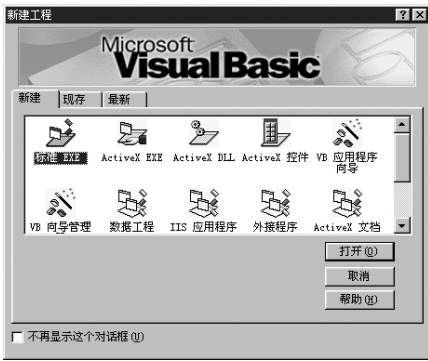 新建工程
Microsoft
Visual Basic
新建 现存 最新
标准 EXE ActiveX EXE ActiveX DLL ActiveX 控件 VB 应用程序
向导
VB 向导管理 数据工程 IIS 应用程序 外接程序 ActiveX 文档
打开(O)
取消
帮助(H)
不再显示这个对话框(U)